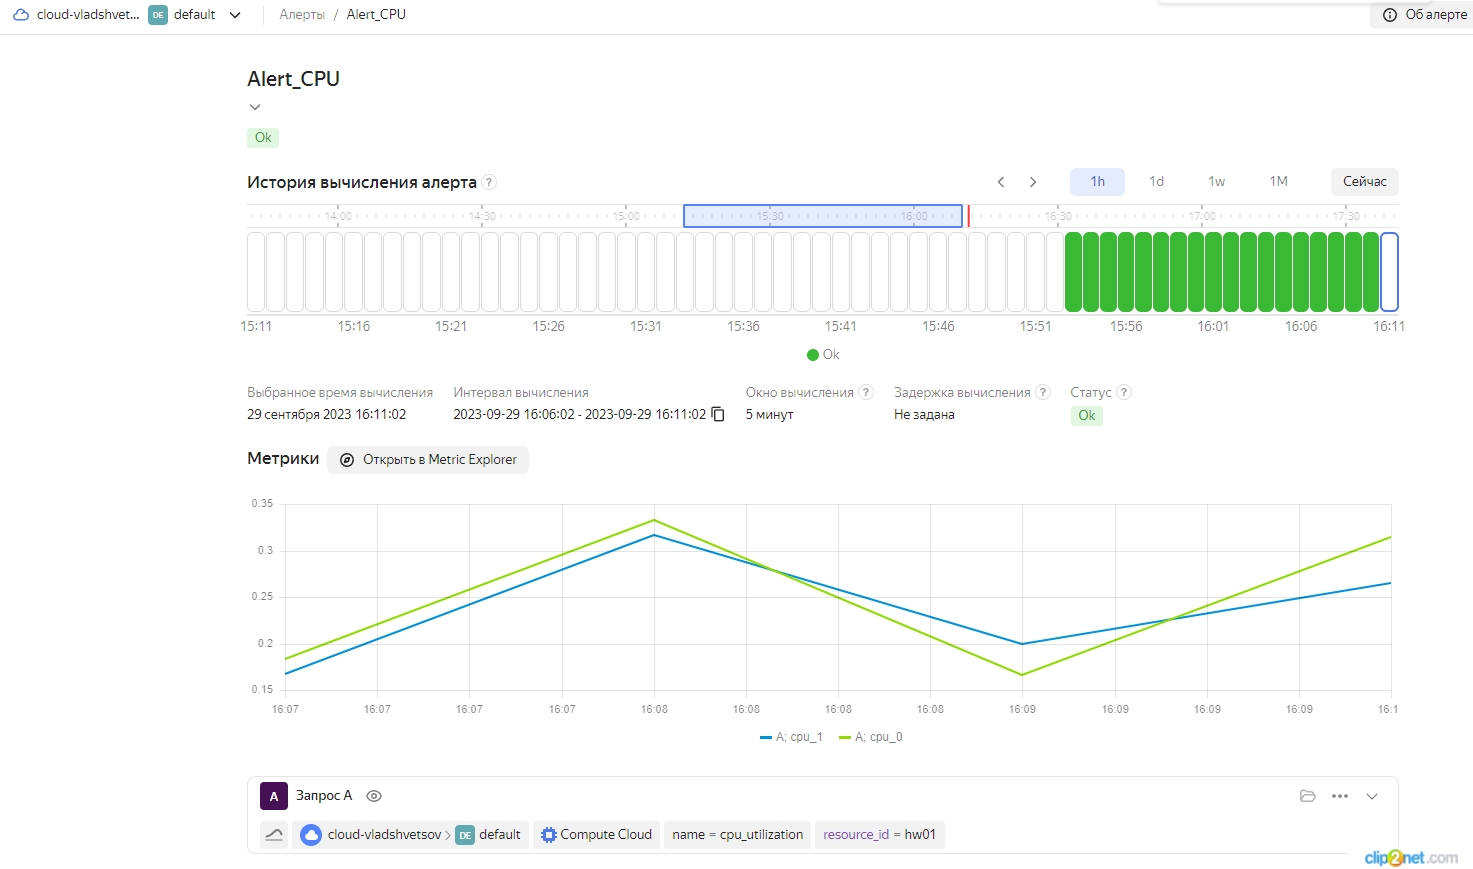 cloud-vladshvet... DE default Алерты / Alert_CPU Об алерте
Alert_CPU
Ok
История вычисления алерта ? 1h 1d 1w 1M Сейчас
14:00 14:30 15:00 15:30 16:00 16:30 17:00 17:30
15:11 15:16 15:21 15:26 15:31 15:36 15:41 15:46 15:51 15:56 16:01 16:06 16:11
Ok
Выбранное время вычисления Интервал вычисления Окно вычисления ? Задержка вычисления ? Статус ?
29 сентября 2023 16:11:02 2023-09-29 16:06:02 - 2023-09-29 16:11:02 5 минут Не задана Ok
Метрики Открыть в Metric Explorer
0.35
0.3
0.25
0.2
0.15
16:07 16:07 16:07 16:07 16:08 16:08 16:08 16:08 16:09 16:09 16:09 16:09 16:1
A; cpu_1 A; cpu_0
A Запрос A
cloud-vladshvetsov > DE default Compute Cloud name = cpu_utilization resource_id = hw01
clip2net.com